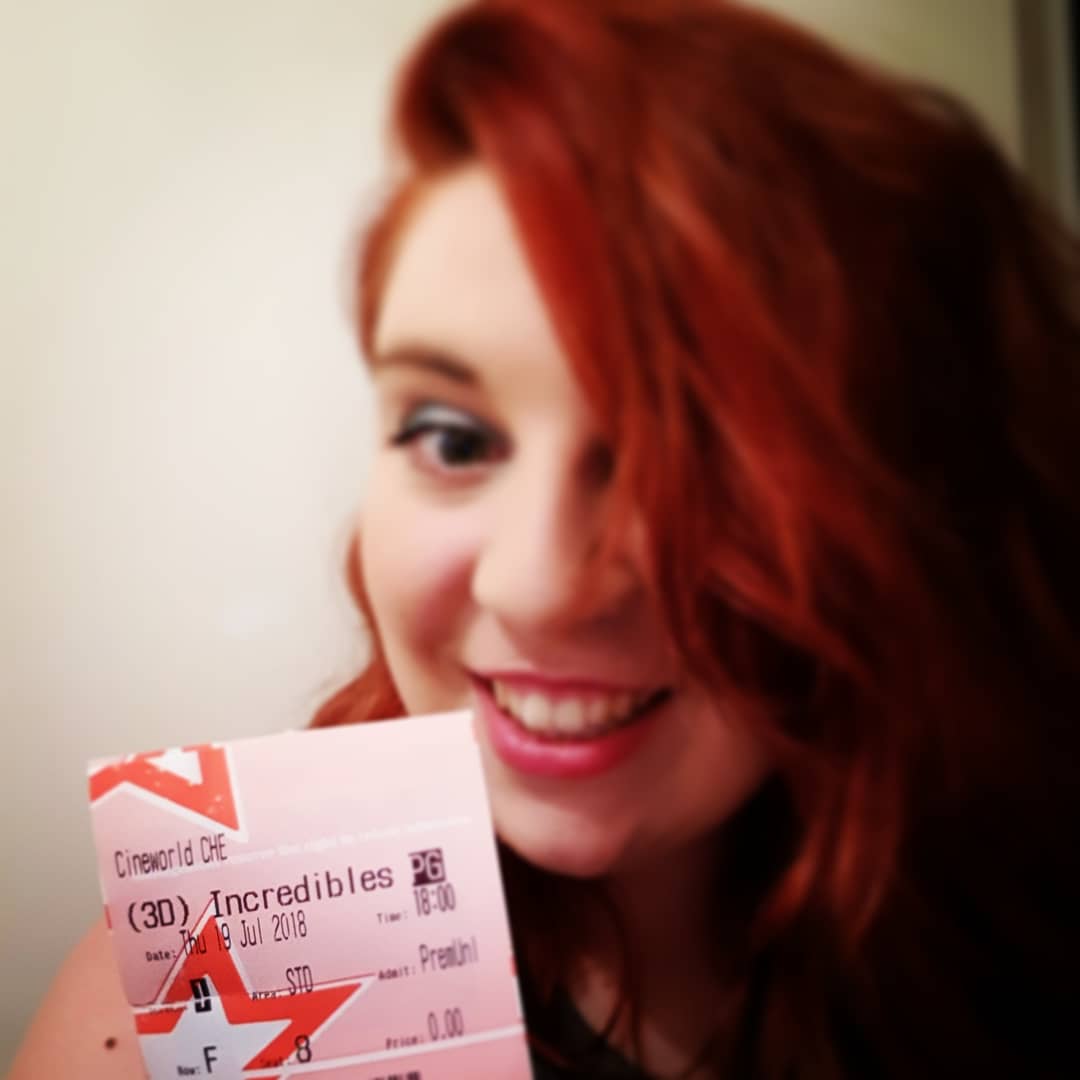 Cineworld CHE
(3D) Incredibles PG
Time: 18:00
Date: Thu 19 Jul 2018
Admit: PremUnl
1 Area: STD
Price: 0.00
Row: F Seat: 8